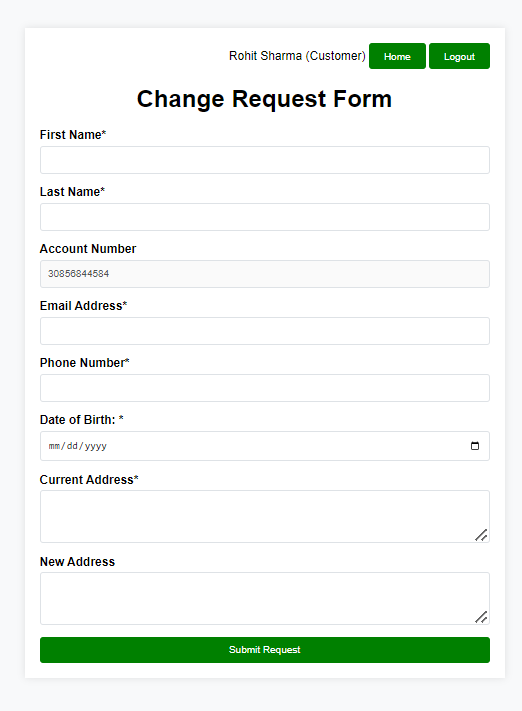 Rohit Sharma (Customer) Home Logout
Change Request Form
First Name*
Last Name*
Account Number
30856844584
Email Address*
Phone Number*
Date of Birth: *
mm/dd/yyyy
Current Address*
New Address
Submit Request